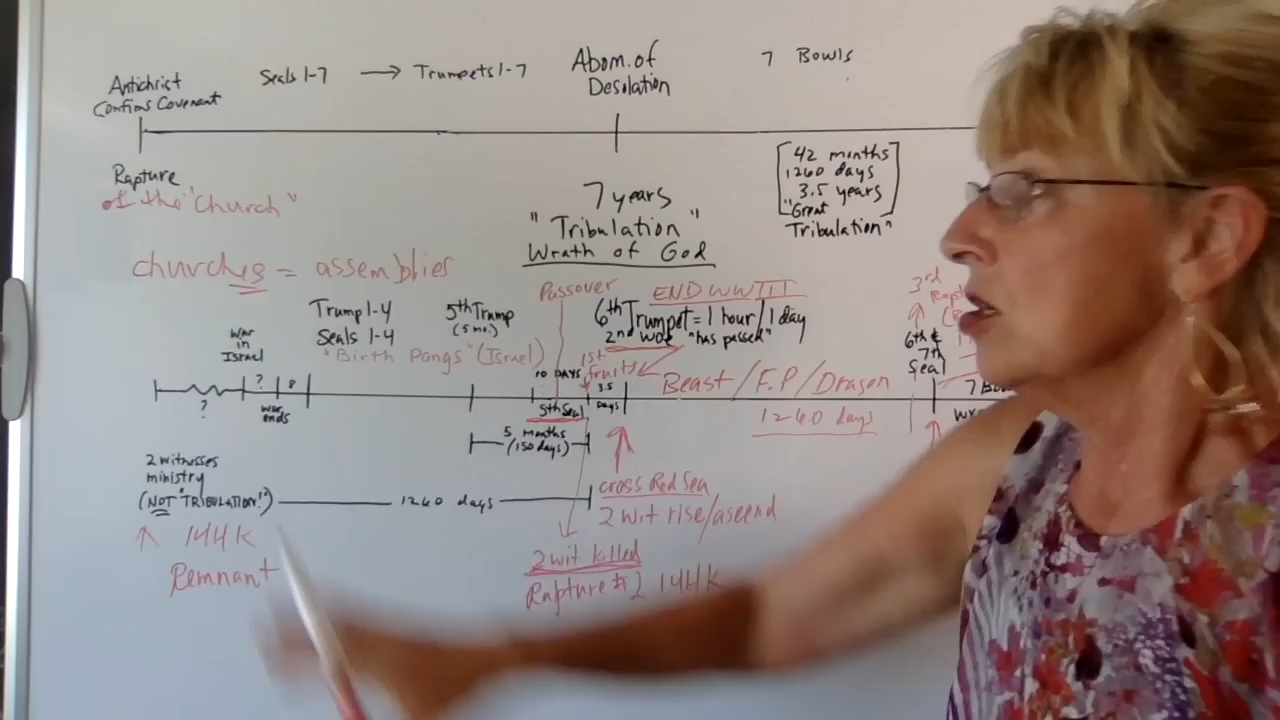 Antichrist
Confirms Covenant
Seals 1-7 → Trumpets 1-7
Abom. of
Desolation
7 Bowls
Rapture
of the "Church"
7 years
"Tribulation"
Wrath of God
42 months
1260 days
3.5 years
"Great
Tribulation"
churches = assemblies
Passover
END WWIII
3rd
Trump 1-4
Seals 1-4
"Birth Pangs" (Israel)
5th Trump
(5 mo.)
6th Trumpet = 1 hour/1 day
2nd woe "has passed"
war
in
Israel
1st
fruits
6th &
7th
Seal
?
8
10 DAYS
3.5
Days
Beast/F.P/Dragon
1260 days
7
?
war
ends
5th Seal
5 months
(150 days)
2 witnesses
ministry
(NOT "TRIBULATION!")
1260 days
cross Red Sea
2 wit rise/ascend
144K
Remnant
2 wit killed
Rapture #2 144K